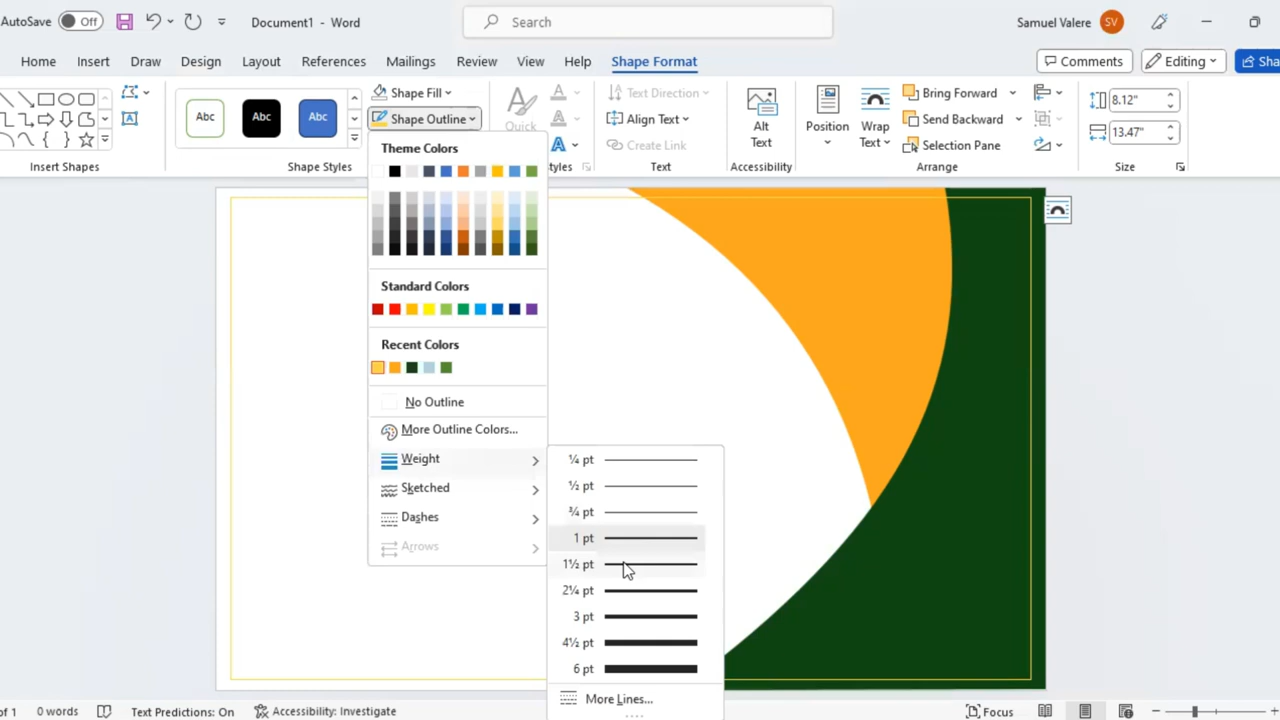 AutoSave Off Document1 - Word Search Samuel Valere SV
Home Insert Draw Design Layout References Mailings Review View Help Shape Format Comments Editing Sha
Abc Abc Abc
Shape Fill
Shape Outline
Quick
Text Direction
Align Text
Create Link
Alt Text
Position
Wrap Text
Bring Forward
Send Backward
Selection Pane
8.12"
13.47"
Insert Shapes Shape Styles tyles Text Accessibility Arrange Size
Theme Colors
Standard Colors
Recent Colors
No Outline
More Outline Colors...
Weight
Sketched
Dashes
Arrows
¼ pt
½ pt
¾ pt
1 pt
1½ pt
2¼ pt
3 pt
4½ pt
6 pt
More Lines...
of 1 0 words Text Predictions: On Accessibility: Investigate Focus